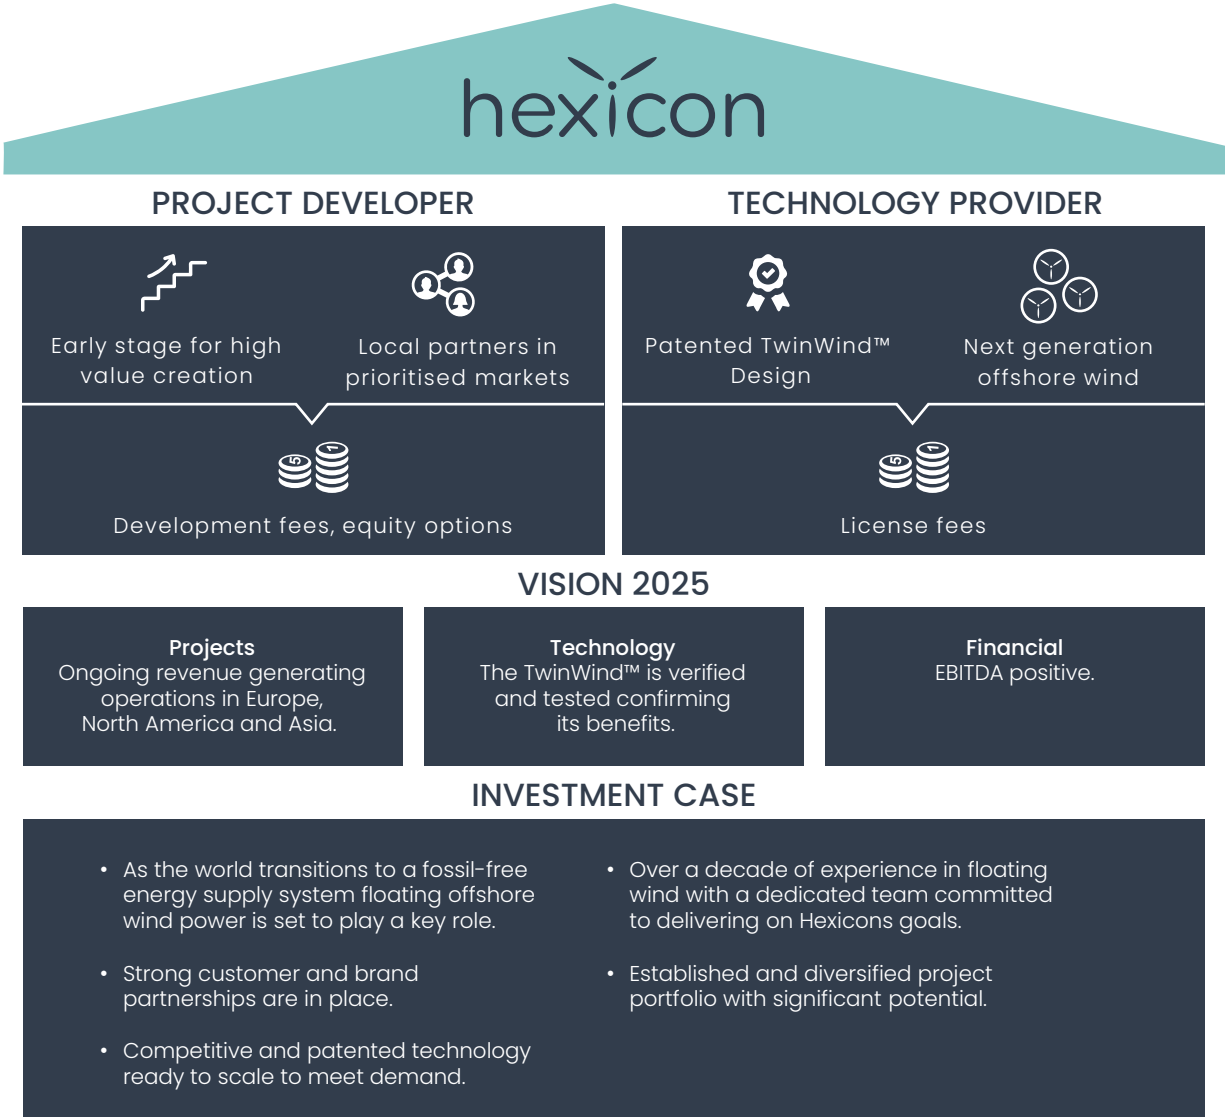 hexicon
PROJECT DEVELOPER
Early stage for high
value creation
Local partners in
prioritised markets
5
1
Development fees, equity options
TECHNOLOGY PROVIDER
Patented TwinWind™
Design
Next generation
offshore wind
5
1
License fees
VISION 2025
Projects
Ongoing revenue generating
operations in Europe,
North America and Asia.
Technology
The TwinWind™ is verified
and tested confirming
its benefits.
Financial
EBITDA positive.
INVESTMENT CASE
• As the world transitions to a fossil-free
energy supply system floating offshore
wind power is set to play a key role.
• Strong customer and brand
partnerships are in place.
• Competitive and patented technology
ready to scale to meet demand.
• Over a decade of experience in floating
wind with a dedicated team committed
to delivering on Hexicons goals.
• Established and diversified project
portfolio with significant potential.